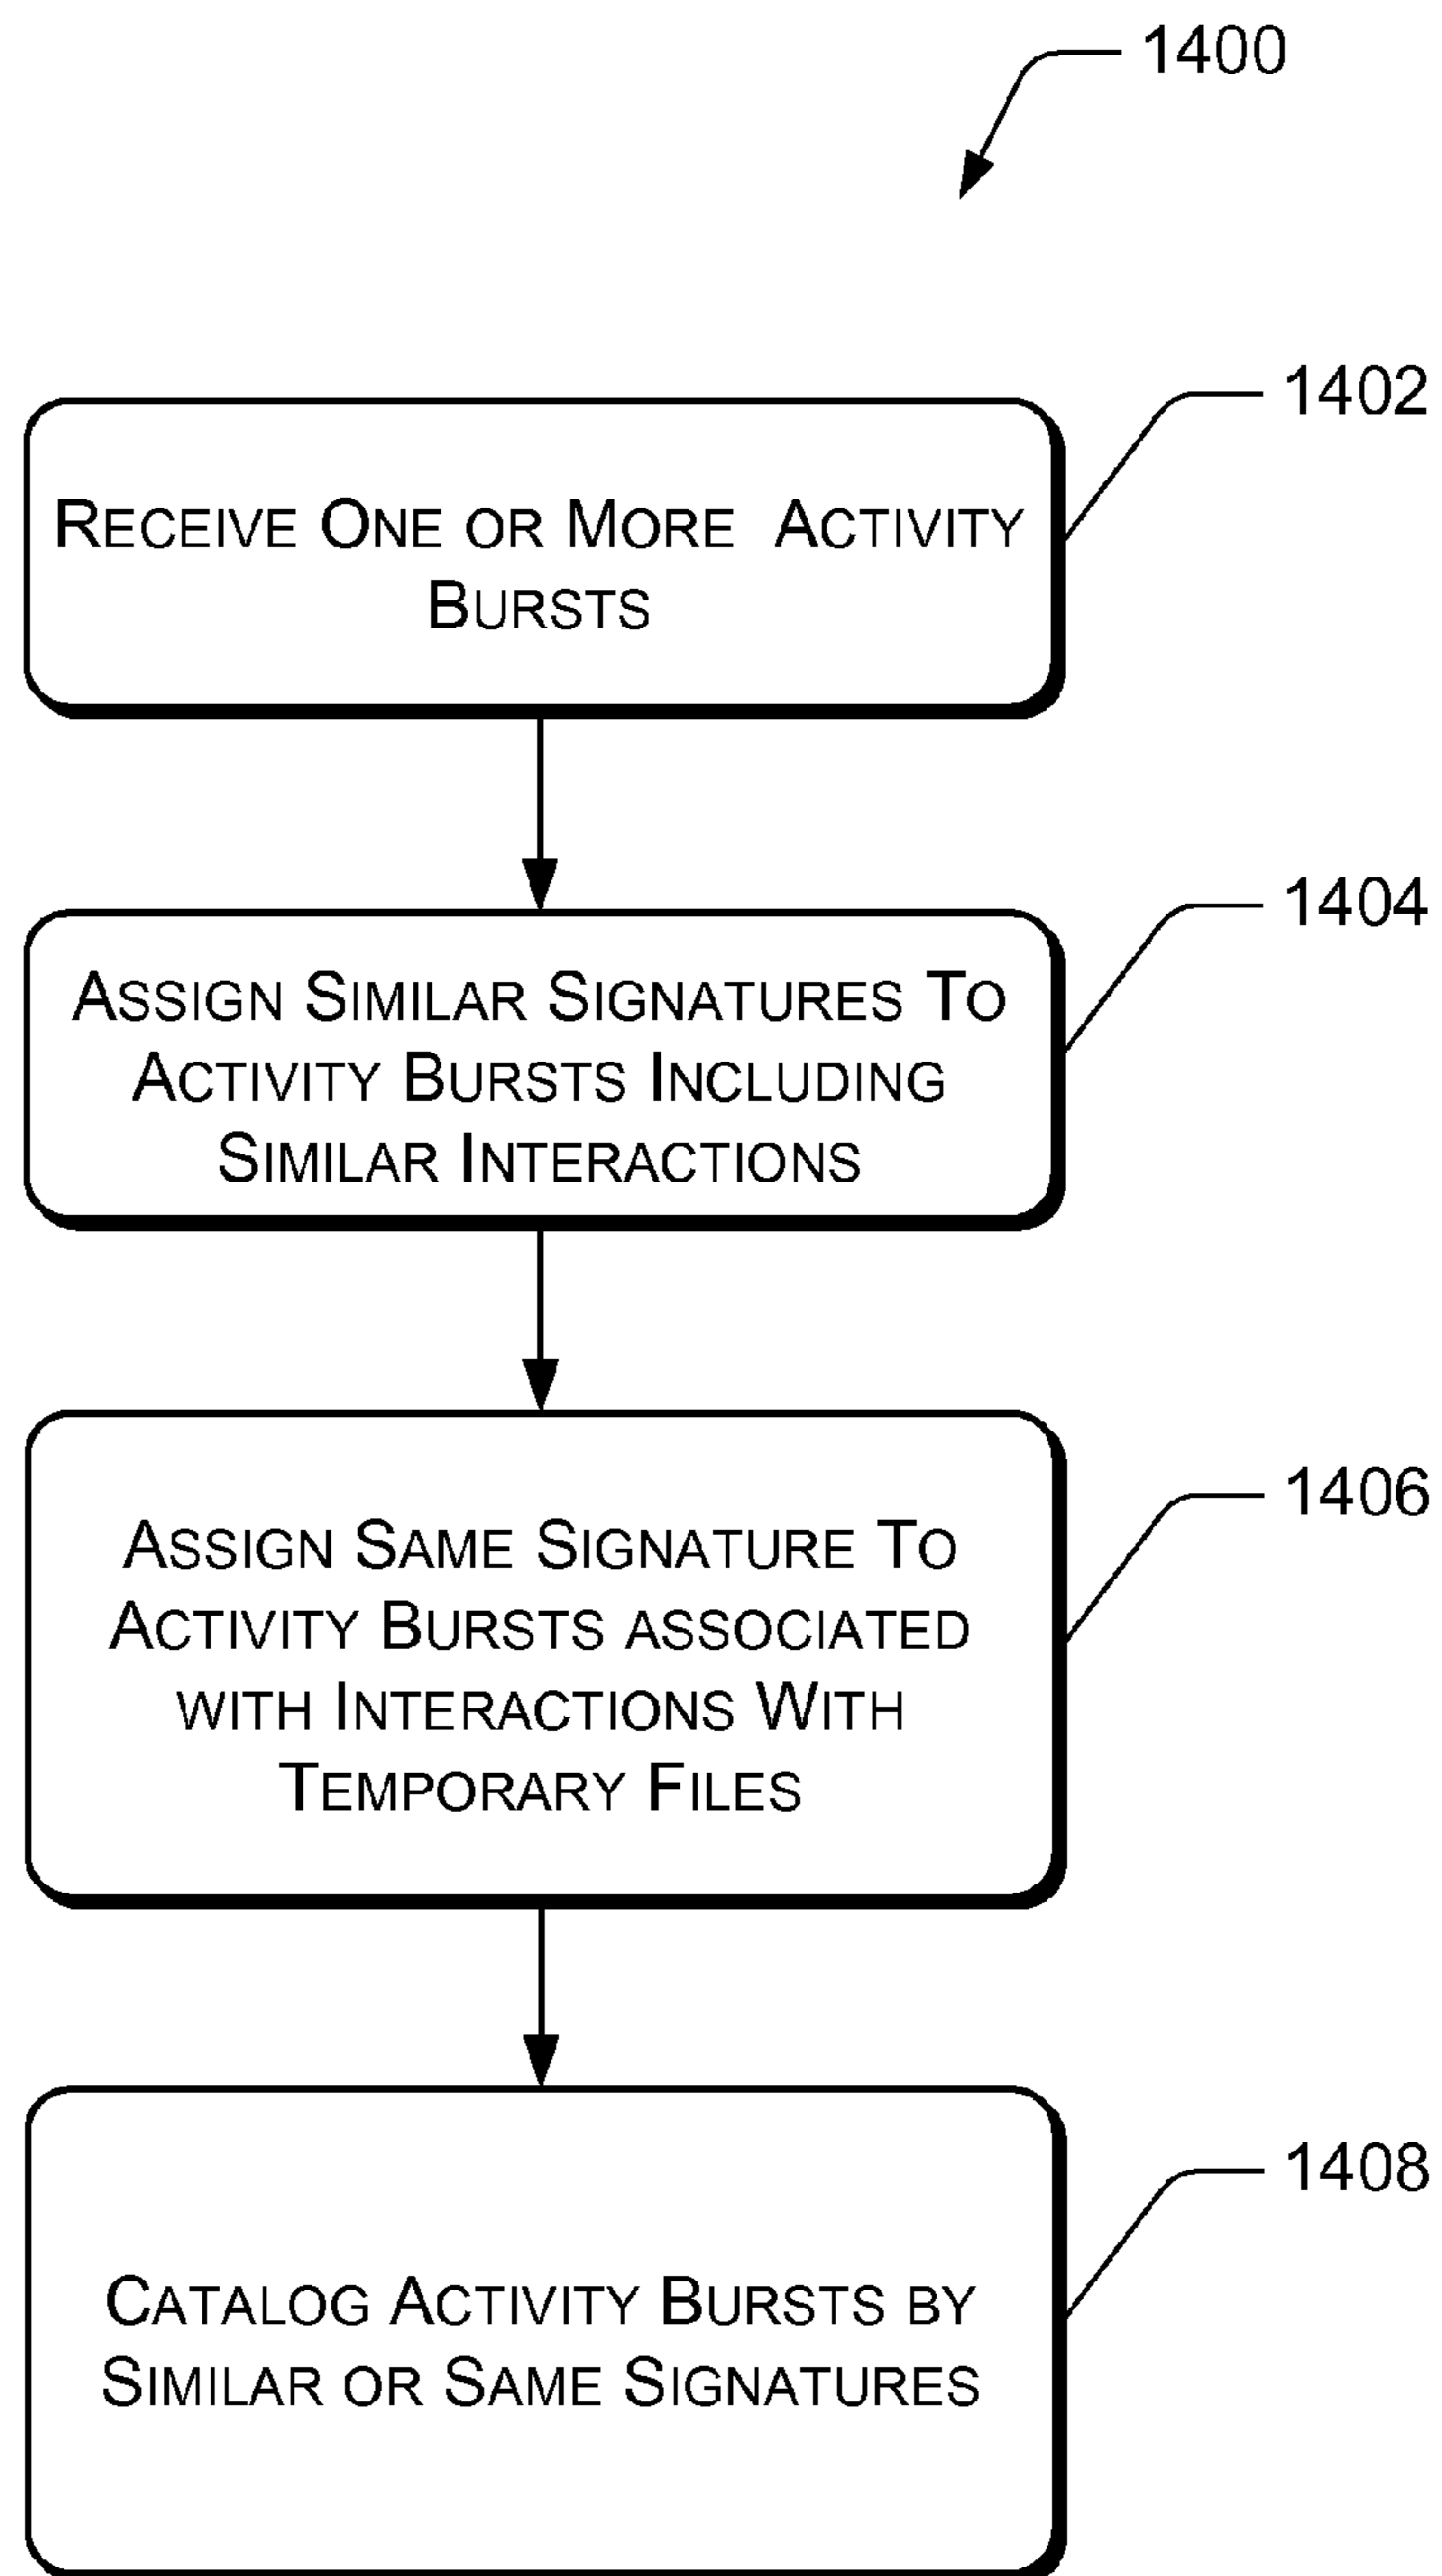 1400
1402
RECEIVE ONE OR MORE ACTIVITY
BURSTS
1404
ASSIGN SIMILAR SIGNATURES TO
ACTIVITY BURSTS INCLUDING
SIMILAR INTERACTIONS
1406
ASSIGN SAME SIGNATURE TO
ACTIVITY BURSTS ASSOCIATED
WITH INTERACTIONS WITH
TEMPORARY FILES
1408
CATALOG ACTIVITY BURSTS BY
SIMILAR OR SAME SIGNATURES